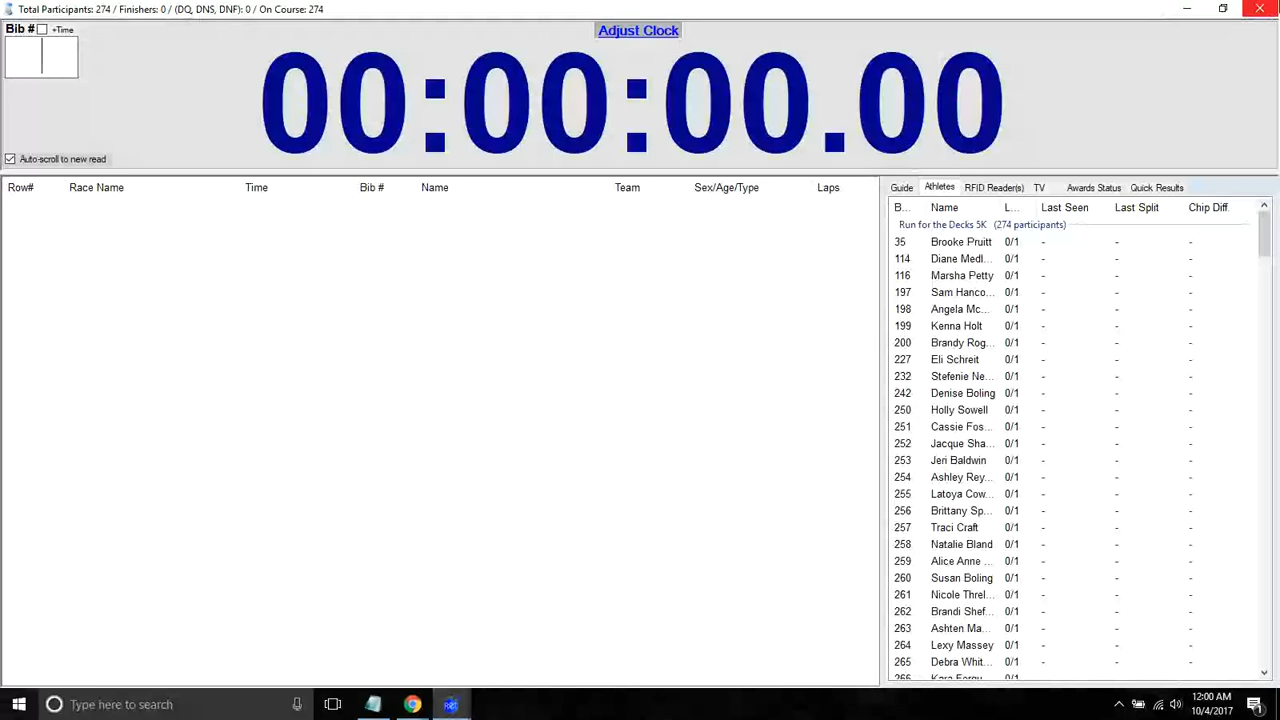 Total Participants: 274 / Finishers: 0 / (DQ, DNS, DNF): 0 / On Course: 274
Bib # +Time
Adjust Clock
00:00:00.00
Auto-scroll to new read
Row# Race Name Time Bib # Name Team Sex/Age/Type Laps
Guide Athletes RFID Reader(s) TV Awards Status Quick Results
B... Name L... Last Seen Last Split Chip Diff.
Run for the Decks 5K (274 participants)
35 Brooke Pruitt 0/1 - - -
114 Diane Medl... 0/1 - - -
116 Marsha Petty 0/1 - - -
197 Sam Hanco... 0/1 - - -
198 Angela Mc... 0/1 - - -
199 Kenna Holt 0/1 - - -
200 Brandy Rog... 0/1 - - -
227 Eli Schreit 0/1 - - -
232 Stefenie Ne... 0/1 - - -
242 Denise Boling 0/1 - - -
250 Holly Sowell 0/1 - - -
251 Cassie Fos... 0/1 - - -
252 Jacque Sha... 0/1 - - -
253 Jeri Baldwin 0/1 - - -
254 Ashley Rey... 0/1 - - -
255 Latoya Cow... 0/1 - - -
256 Brittany Sp... 0/1 - - -
257 Traci Craft 0/1 - - -
258 Natalie Bland 0/1 - - -
259 Alice Anne ... 0/1 - - -
260 Susan Boling 0/1 - - -
261 Nicole Threl... 0/1 - - -
262 Brandi Shef... 0/1 - - -
263 Ashten Ma... 0/1 - - -
264 Lexy Massey 0/1 - - -
265 Debra Whit... 0/1 - - -
Type here to search
12:00 AM
10/4/2017